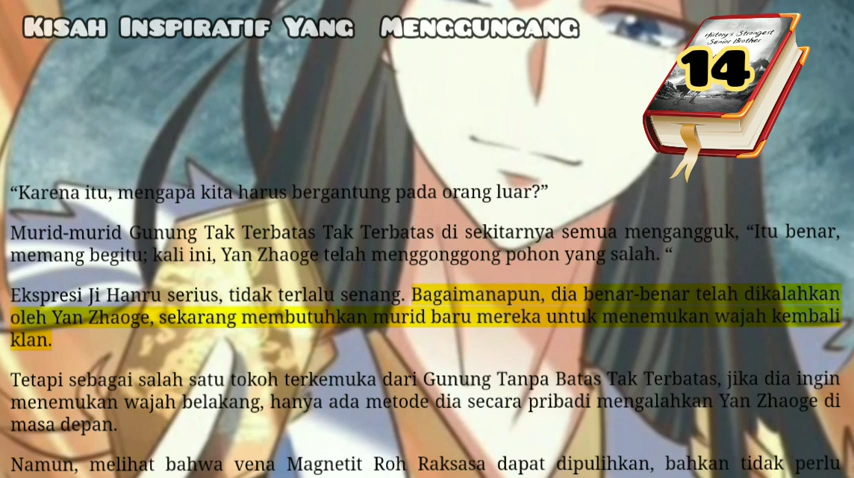 Kisah Inspiratif Yang Menggungcang
History's Strongest
Senior Brother
14
“Karena itu, mengapa kita harus bergantung pada orang luar?”
Murid-murid Gunung Tak Terbatas Tak Terbatas di sekitarnya semua mengangguk, “Itu benar,
memang begitu; kali ini, Yan Zhaoge telah menggonggong pohon yang salah. “
Ekspresi Ji Hanru serius, tidak terlalu senang. Bagaimanapun, dia benar-benar telah dikalahkan
oleh Yan Zhaoge, sekarang membutuhkan murid baru mereka untuk menemukan wajah kembali
klan.
Tetapi sebagai salah satu tokoh terkemuka dari Gunung Tanpa Batas Tak Terbatas, jika dia ingin
menemukan wajah belakang, hanya ada metode dia secara pribadi mengalahkan Yan Zhaoge di
masa depan.
Namun, melihat bahwa vena Magnetit Roh Raksasa dapat dipulihkan, bahkan tidak perlu